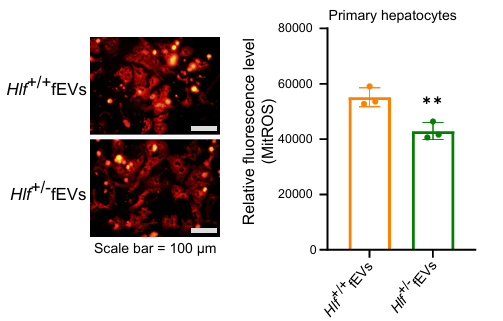 Primary hepatocytes
Hlf+/+fEVs
Hlf+/-fEVs
Scale bar = 100 µm
Relative fluorescence level
(MitROS)
80000
60000
40000
20000
0
**
Hlf+/+fEVs
Hlf+/-fEVs